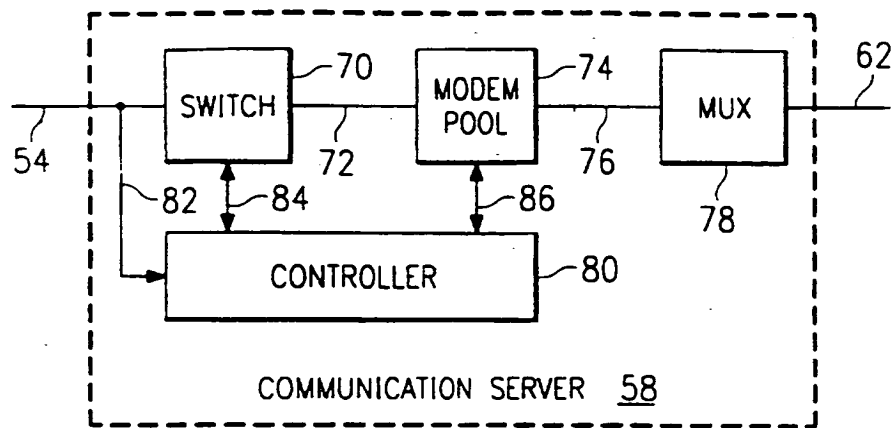 70
74
62
SWITCH
MODEM
POOL
MUX
54
72
76
82
84
86
78
CONTROLLER
80
COMMUNICATION SERVER 58